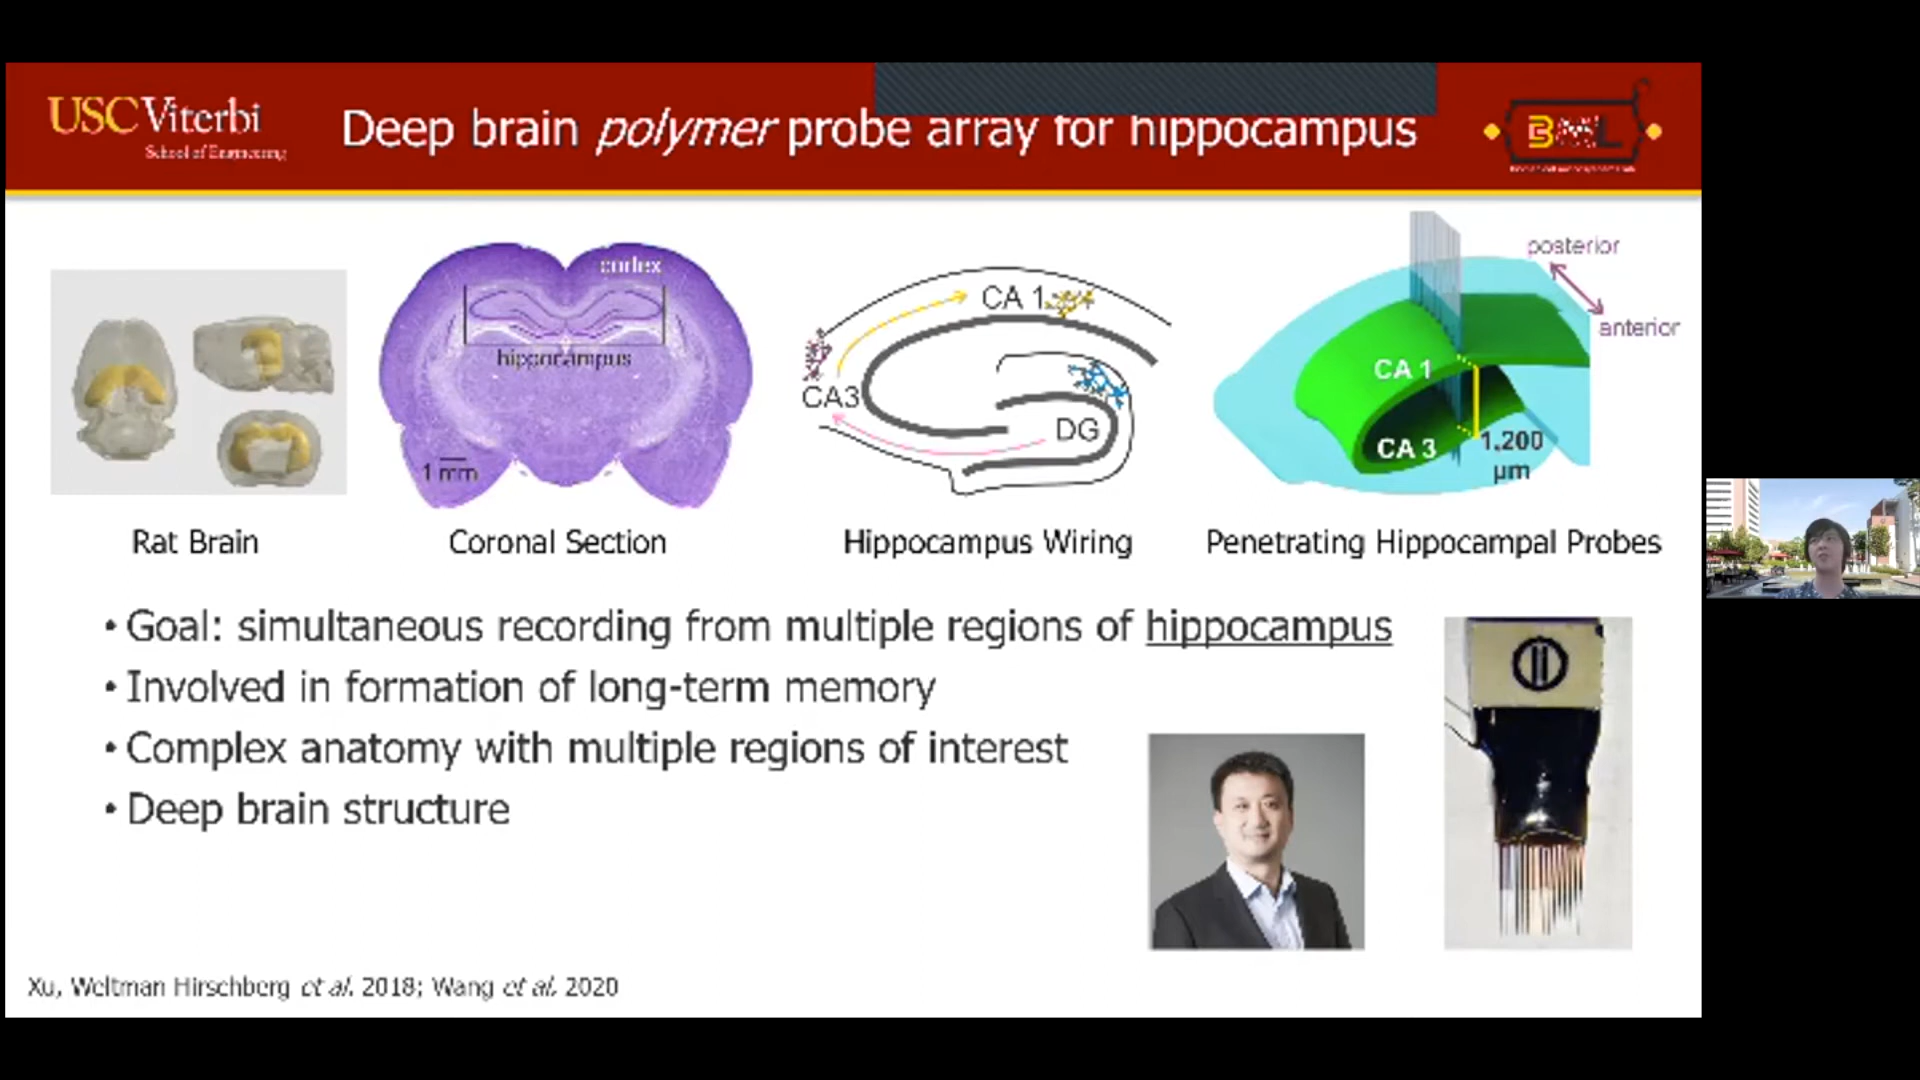 USC Viterbi
School of Engineering
Deep brain polymer probe array for hippocampus
cortex
hippocampus
1 mm
CA 1
CA3
DG
posterior
anterior
CA 1
CA 3
1,200
μm
Rat Brain
Coronal Section
Hippocampus Wiring
Penetrating Hippocampal Probes
• Goal: simultaneous recording from multiple regions of hippocampus
• Involved in formation of long-term memory
• Complex anatomy with multiple regions of interest
• Deep brain structure
Xu, Weltman Hirschberg et al. 2018; Wang et al. 2020